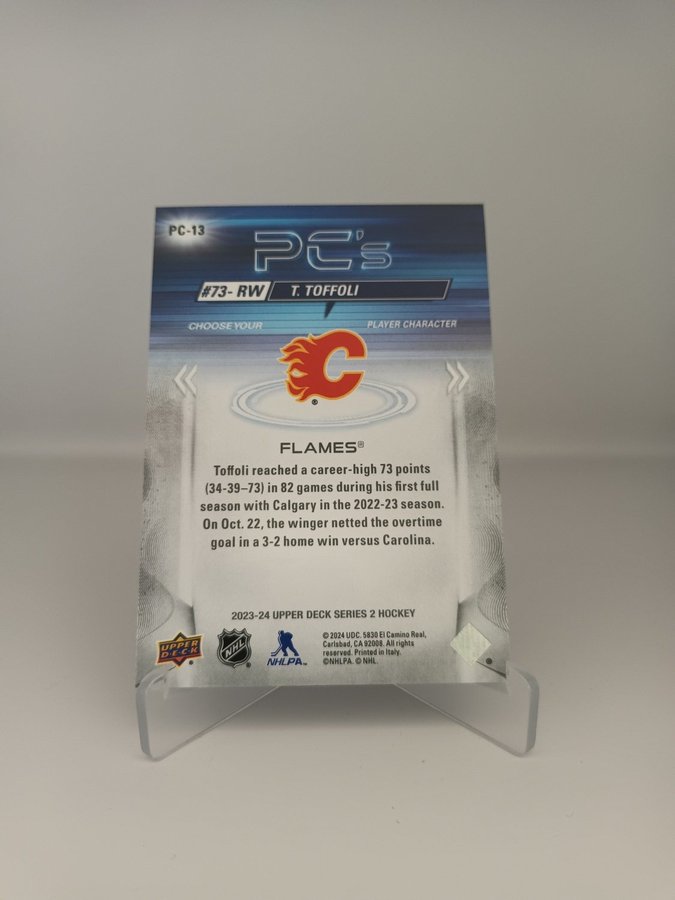 PC-13
PC's
#73- RW T. TOFFOLI
CHOOSE YOUR PLAYER CHARACTER
C
FLAMES®
Toffoli reached a career-high 73 points
(34-39–73) in 82 games during his first full
season with Calgary in the 2022-23 season.
On Oct. 22, the winger netted the overtime
goal in a 3-2 home win versus Carolina.
2023-24 UPPER DECK SERIES 2 HOCKEY
UPPER DECK
NHL
NHLPA
© 2024 UDC. 5830 El Camino Real,
Carlsbad, CA 92008. All rights
reserved. Printed in Italy.
©NHLPA. © NHL.